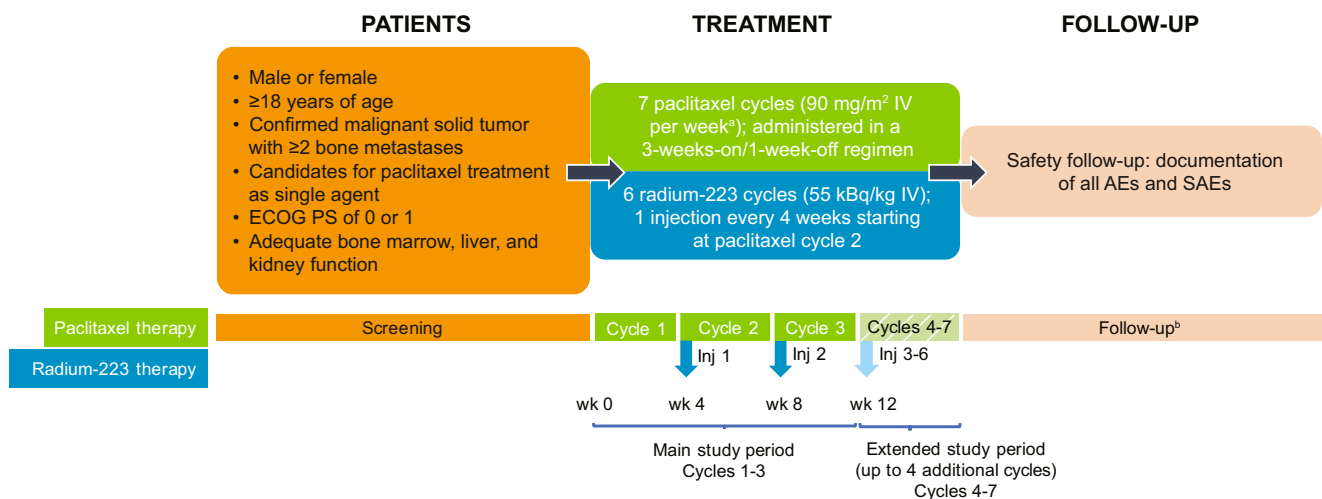 PATIENTS
TREATMENT
FOLLOW-UP
• Male or female
• ≥18 years of age
• Confirmed malignant solid tumor
with ≥2 bone metastases
• Candidates for paclitaxel treatment
as single agent
• ECOG PS of 0 or 1
• Adequate bone marrow, liver, and
kidney function
7 paclitaxel cycles (90 mg/m² IV
per weekᵃ); administered in a
3-weeks-on/1-week-off regimen
6 radium-223 cycles (55 kBq/kg IV);
1 injection every 4 weeks starting
at paclitaxel cycle 2
Safety follow-up: documentation
of all AEs and SAEs
Paclitaxel therapy
Screening
Cycle 1
Cycle 2
Cycle 3
Cycles 4-7
Follow-upᵇ
Radium-223 therapy
Inj 1
Inj 2
Inj 3-6
wk 0
wk 4
wk 8
wk 12
Main study period
Cycles 1-3
Extended study period
(up to 4 additional cycles)
Cycles 4-7